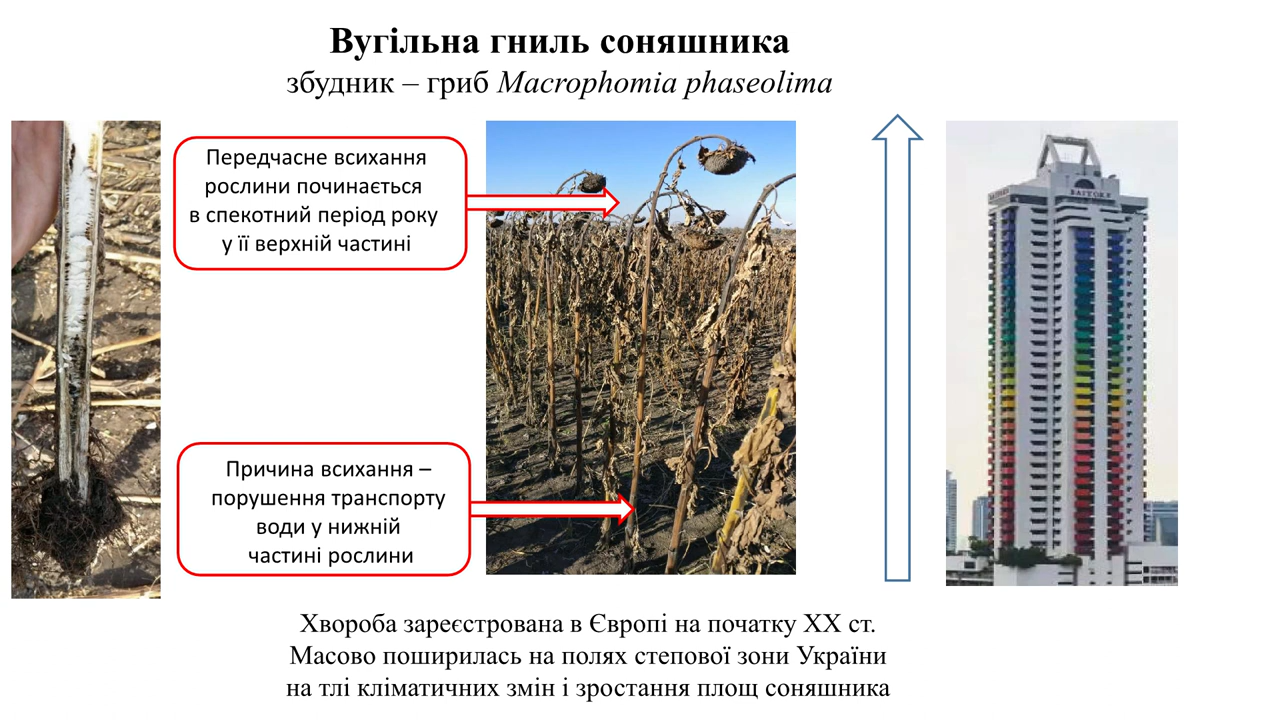 Вугільна гниль соняшника
збудник – гриб Macrophomia phaseolima
Передчасне всихання
рослини починається
в спекотний період року
у її верхній частині
Причина всихання –
порушення транспорту
води у нижній
частині рослини
BAIYOKE
Хвороба зареєстрована в Європі на початку ХХ ст.
Масово поширилась на полях степової зони України
на тлі кліматичних змін і зростання площ соняшника